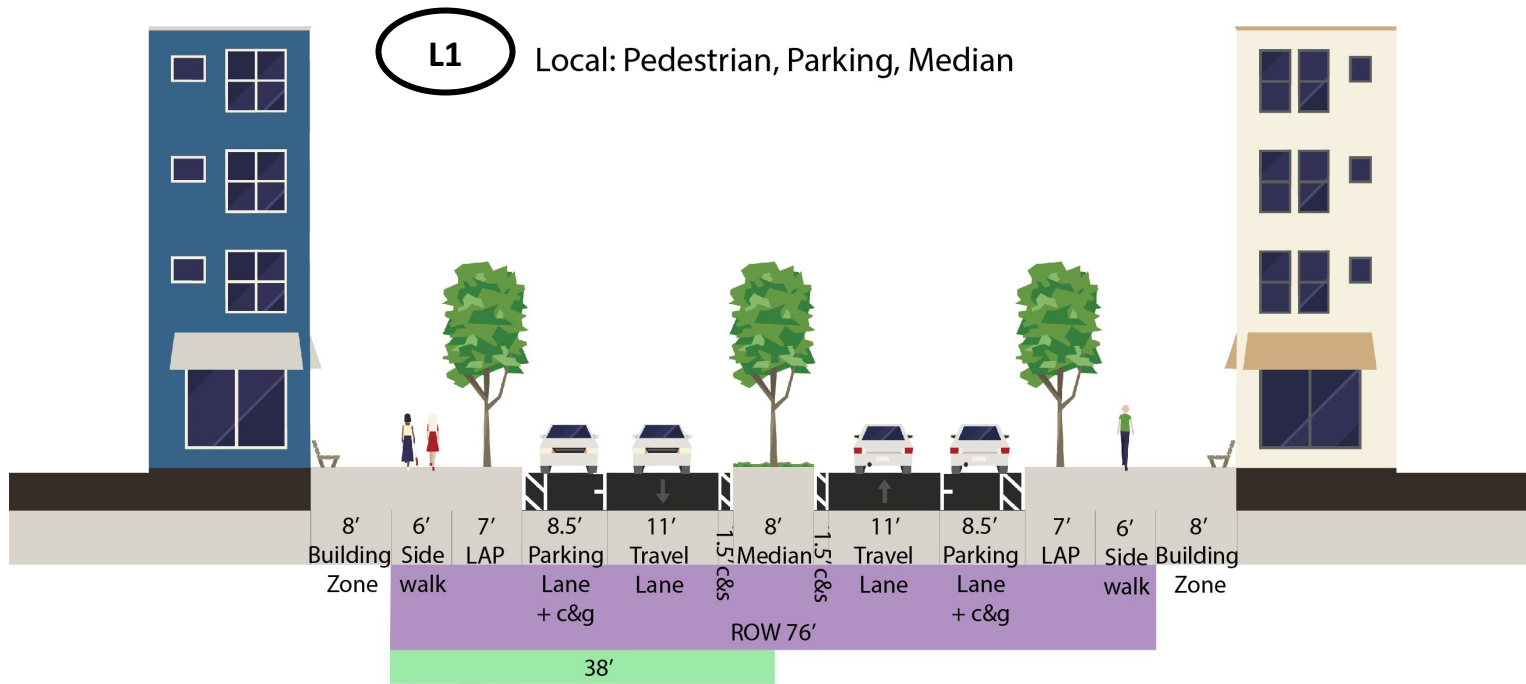 L1
Local: Pedestrian, Parking, Median
8’ 6’ 7’ 8.5’ 11’ 1.5’ c&s 8’ 1.5’ c&s 11’ 8.5’ 7’ 6’ 8’
Building Side LAP Parking Travel Median Travel Parking LAP Side Building
Zone walk Lane Lane Lane Lane walk Zone
+ c&g + c&g
ROW 76’
38’